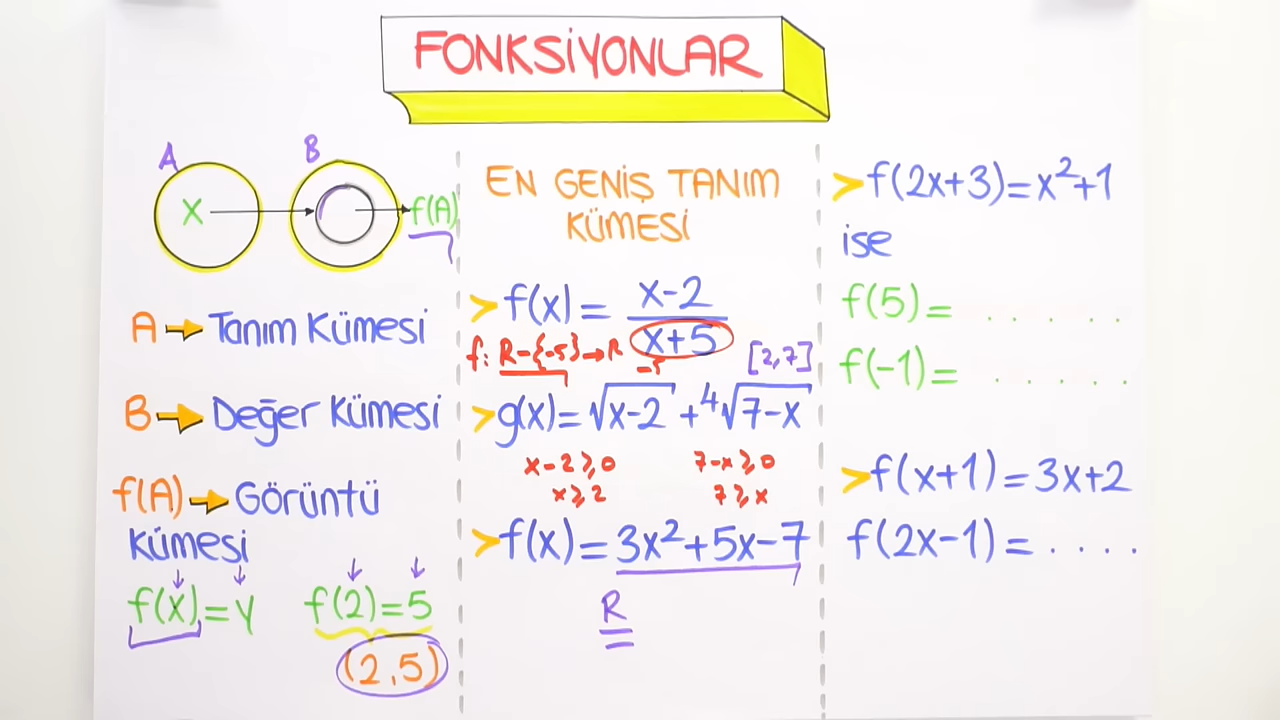 FONKSİYONLAR
A
B
X
f(A)
A → Tanım Kümesi
B → Değer Kümesi
f(A) → Görüntü
Kümesi
f(x) = y
f(2) = 5
(2,5)
EN GENİŞ TANIM
KÜMESİ
> f(x) = x-2
x+5
f: R-{-5} → R
-5
[2,7]
> g(x) = √x-2 + ⁴√7-x
x-2 ≥ 0
7-x ≥ 0
x ≥ 2
7 ≥ x
> f(x) = 3x²+5x-7
R
> f(2x+3) = x²+1
ise
f(5) = . . . . .
f(-1) = . . . . .
> f(x+1) = 3x+2
f(2x-1) = . . . .